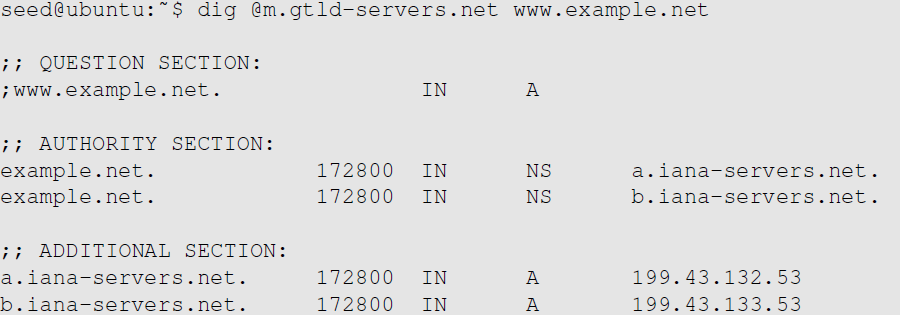 seed@ubuntu:~$ dig @m.gtld-servers.net www.example.net
;; QUESTION SECTION:
;www.example.net. IN A
;; AUTHORITY SECTION:
example.net. 172800 IN NS a.iana-servers.net.
example.net. 172800 IN NS b.iana-servers.net.
;; ADDITIONAL SECTION:
a.iana-servers.net. 172800 IN A 199.43.132.53
b.iana-servers.net. 172800 IN A 199.43.133.53